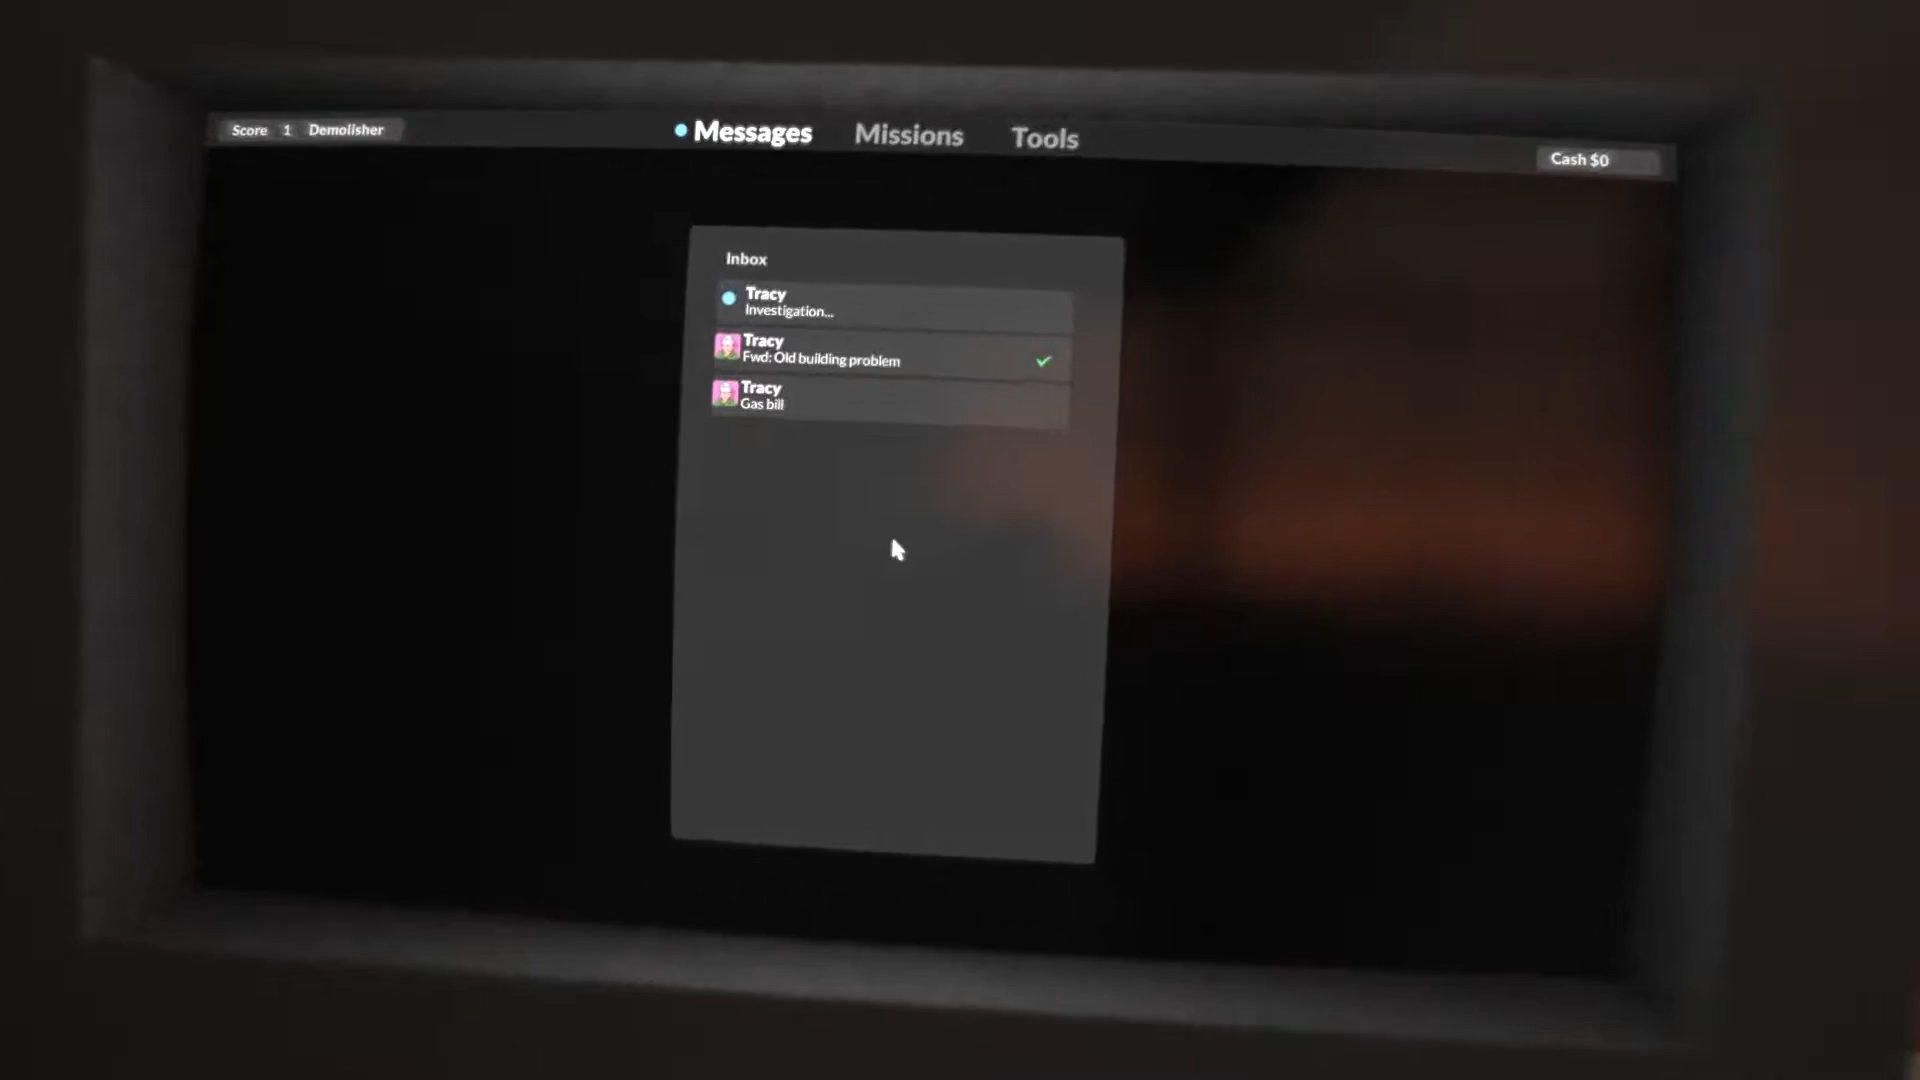 Score 1 Demolisher
Messages Missions Tools
Cash $0
Inbox
Tracy
Investigation...
Tracy
Fwd: Old building problem
Tracy
Gas bill